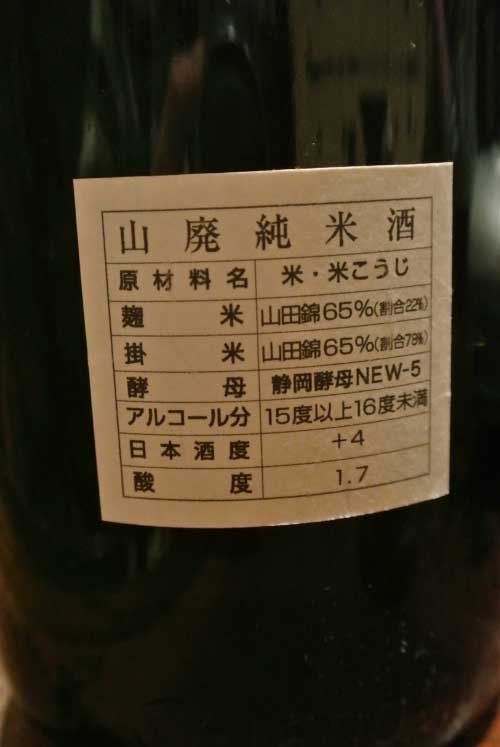 山廃純米酒
原材料名 米・米こうじ
麹米 山田錦65%(割合22%)
掛米 山田錦65%(割合78%)
酵母 静岡酵母NEW-5
アルコール分 15度以上16度未満
日本酒度 +4
酸度 1.7